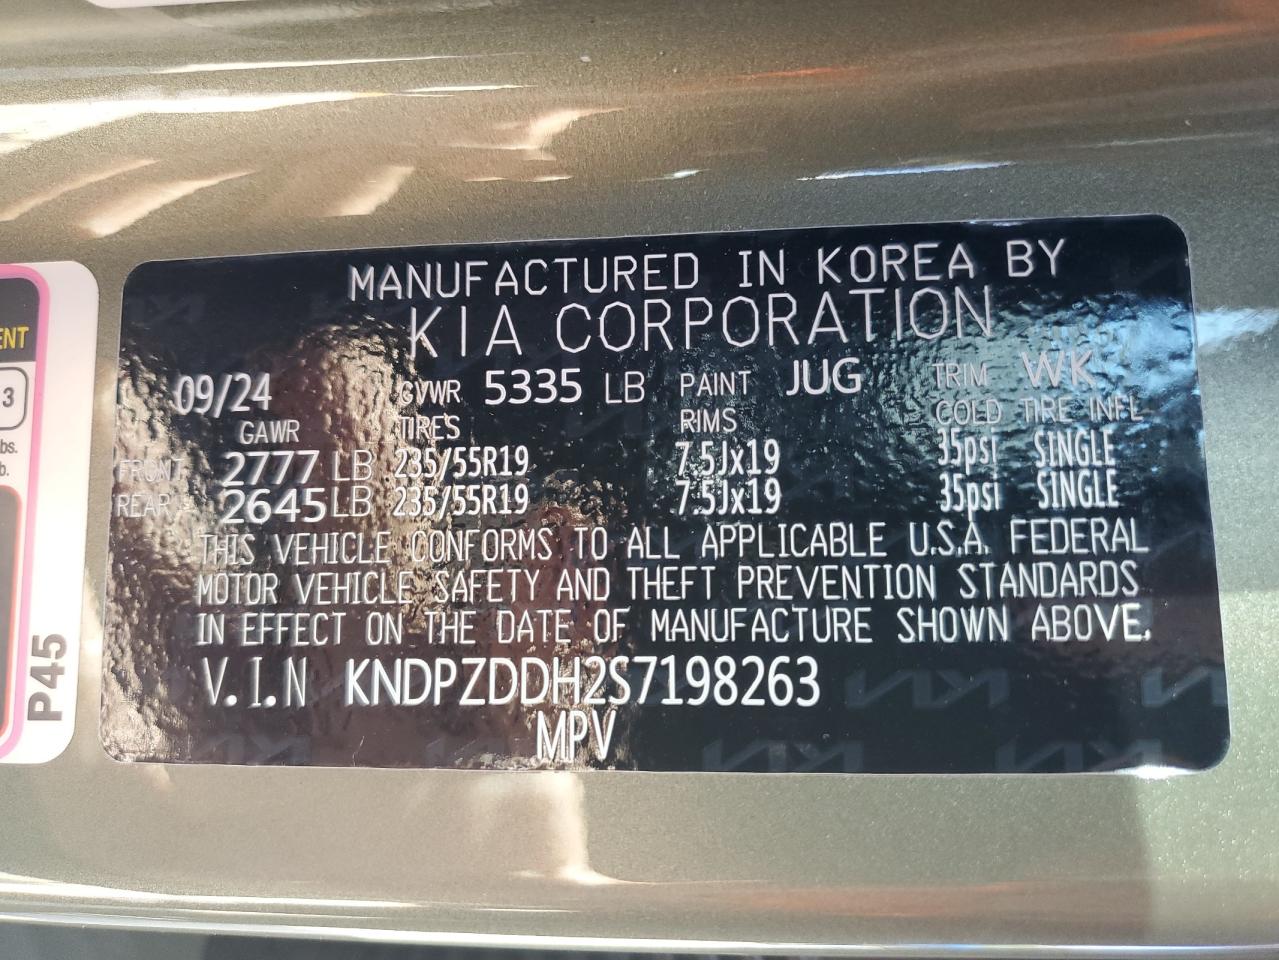 MANUFACTURED IN KOREA BY
KIA CORPORATION
09/24 GVWR 5335 LB PAINT JUG TRIM WK
GAWR TIRES RIMS COLD TIRE INFL
FRONT 2777 LB 235/55R19 7.5Jx19 35psi SINGLE
REAR 2645 LB 235/55R19 7.5Jx19 35psi SINGLE
THIS VEHICLE CONFORMS TO ALL APPLICABLE U.S.A. FEDERAL
MOTOR VEHICLE SAFETY AND THEFT PREVENTION STANDARDS
IN EFFECT ON THE DATE OF MANUFACTURE SHOWN ABOVE.
V.I.N KNDPZDDH2S7198263
MPV
ENT
3
bs.
b.
P45